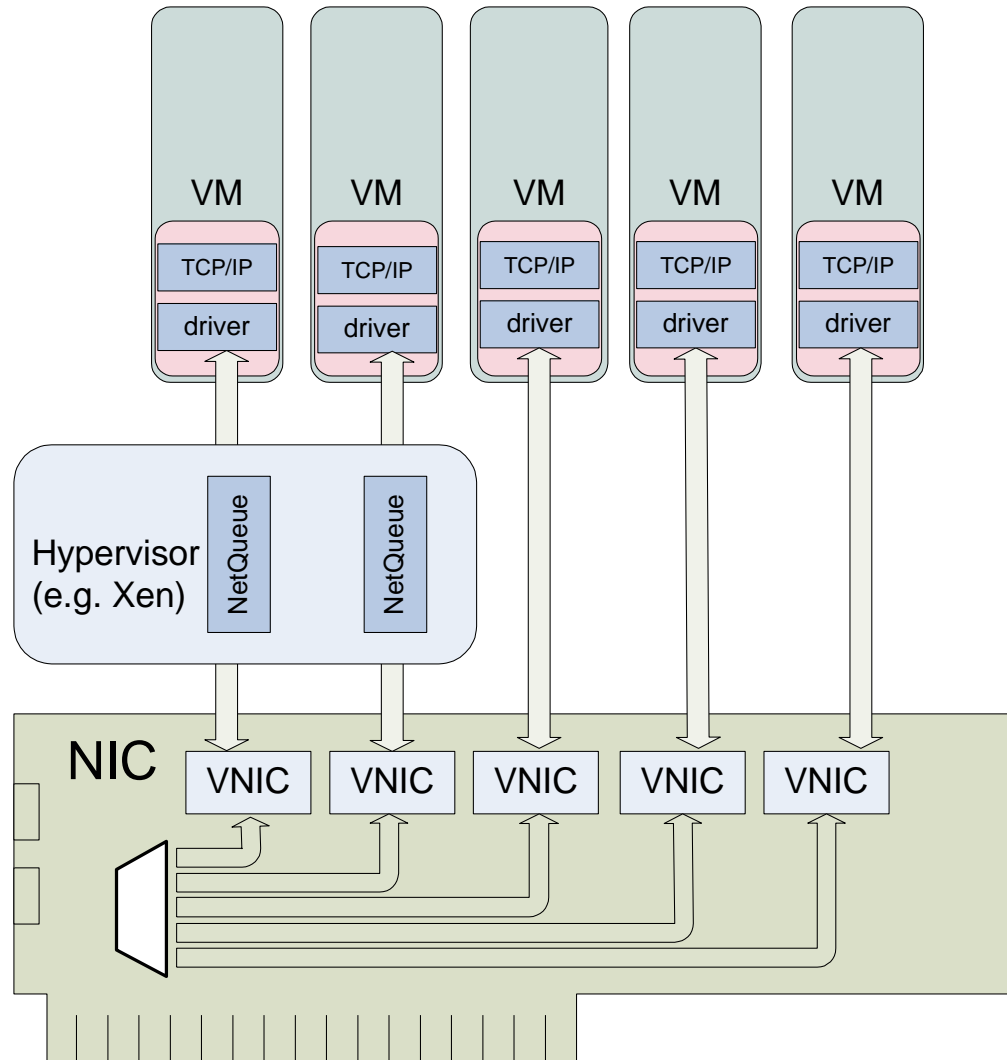 VM
VM
VM
VM
VM
TCP/IP
TCP/IP
TCP/IP
TCP/IP
TCP/IP
driver
driver
driver
driver
driver
Hypervisor
(e.g. Xen)
NetQueue
NetQueue
NIC
VNIC
VNIC
VNIC
VNIC
VNIC